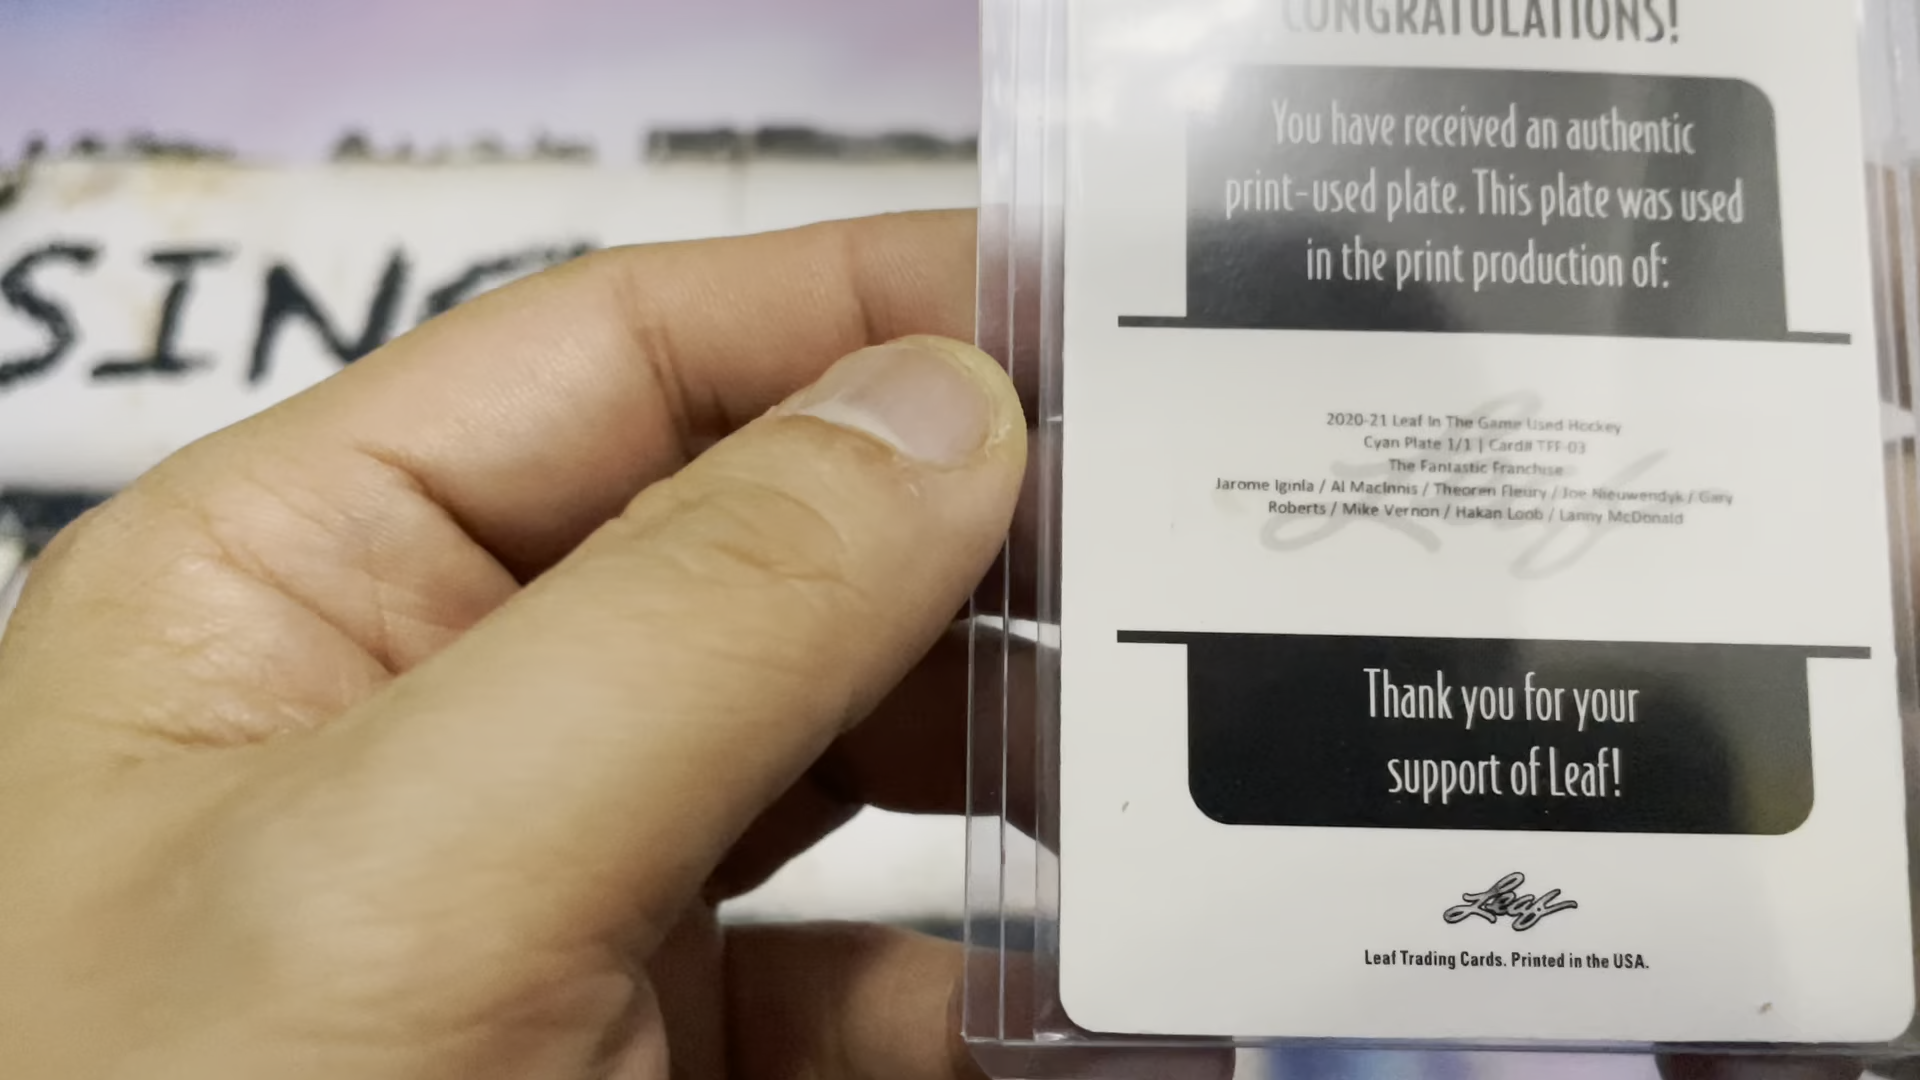 CONGRATULATIONS!
You have received an authentic
print-used plate. This plate was used
in the print production of:
SING
2020-21 Leaf In The Game Used Hockey
Cyan Plate 1/1 | Card# TFF-03
The Fantastic Franchise
Jarome Iginla / Al MacInnis / Theoren Fleury / Joe Nieuwendyk / Gary
Roberts / Mike Vernon / Hakan Loob / Lanny McDonald
Leaf
Thank you for your
support of Leaf!
Leaf
Leaf Trading Cards. Printed in the USA.